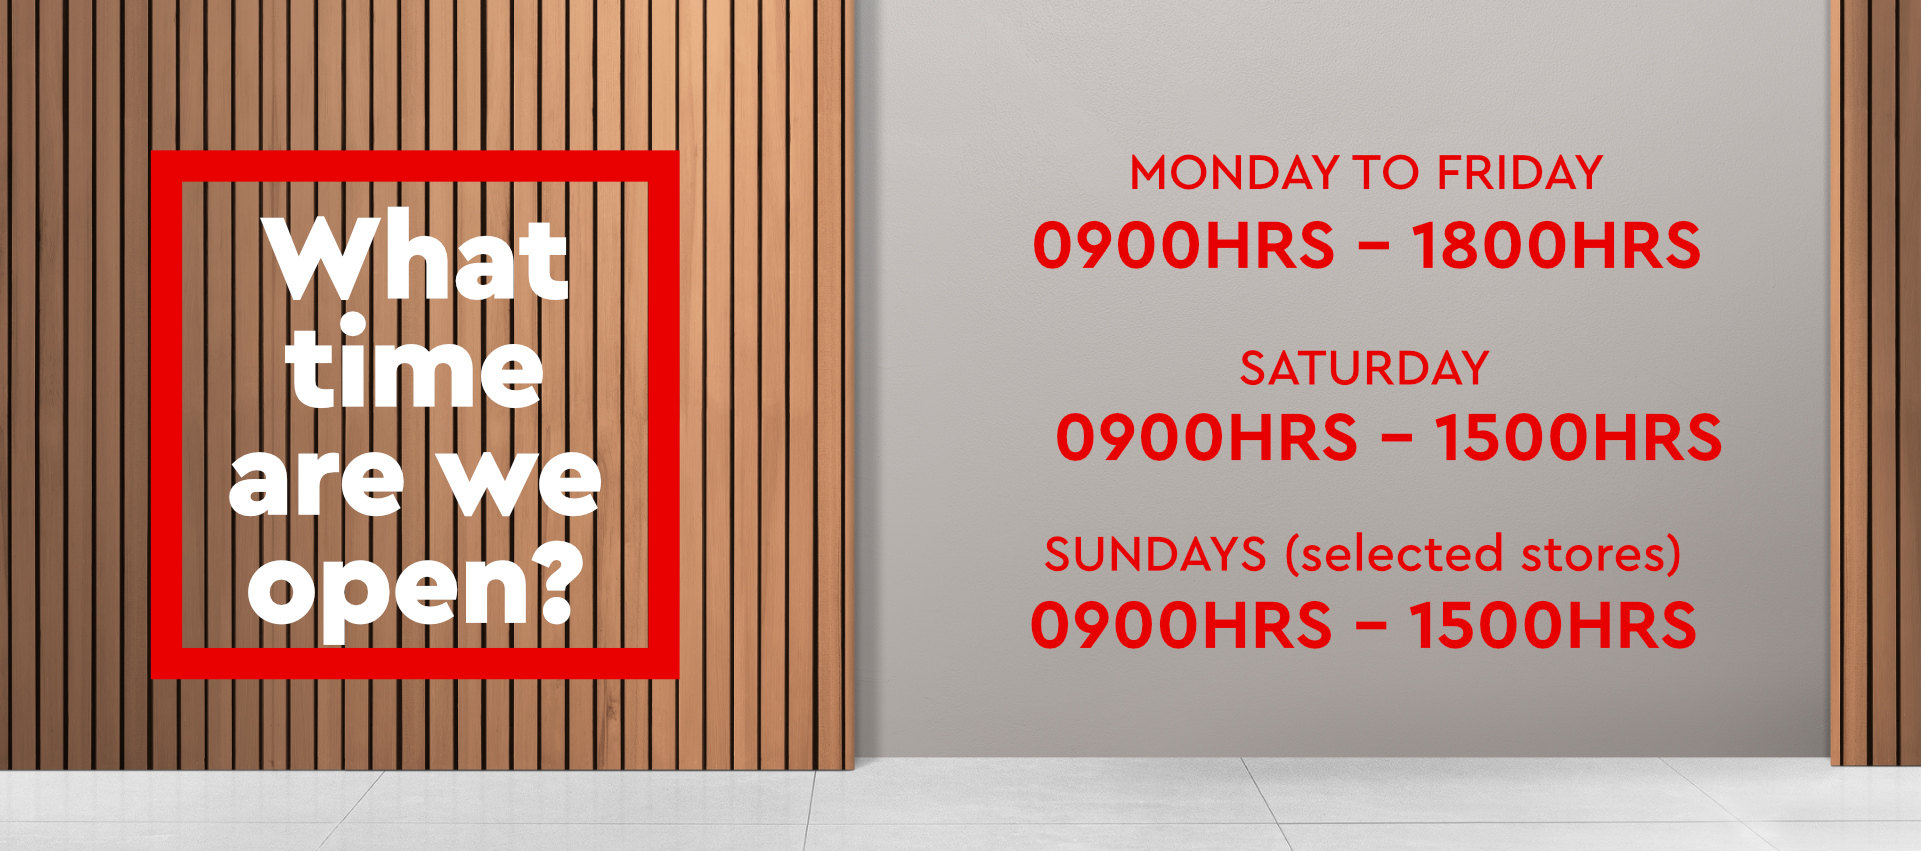 What
time
are we
open?
MONDAY TO FRIDAY
0900HRS – 1800HRS
SATURDAY
0900HRS – 1500HRS
SUNDAYS (selected stores)
0900HRS – 1500HRS